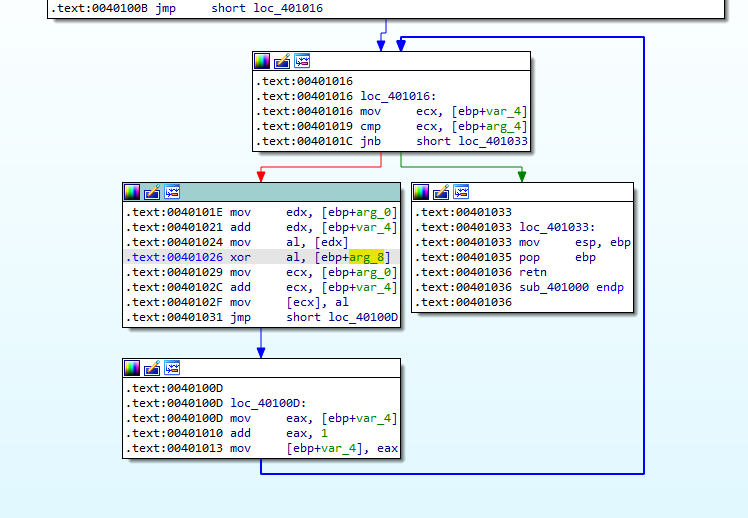 .text:0040100B jmp     short loc_401016
.text:00401016
.text:00401016 loc_401016:
.text:00401016 mov     ecx, [ebp+var_4]
.text:00401019 cmp     ecx, [ebp+arg_4]
.text:0040101C jnb     short loc_401033
.text:0040101E mov     edx, [ebp+arg_0]
.text:00401021 add     edx, [ebp+var_4]
.text:00401024 mov     al, [edx]
.text:00401026 xor     al, [ebp+arg_8]
.text:00401029 mov     ecx, [ebp+arg_0]
.text:0040102C add     ecx, [ebp+var_4]
.text:0040102F mov     [ecx], al
.text:00401031 jmp     short loc_40100D
.text:00401033
.text:00401033 loc_401033:
.text:00401033 mov     esp, ebp
.text:00401035 pop     ebp
.text:00401036 retn
.text:00401036 sub_401000 endp
.text:00401036
.text:0040100D
.text:0040100D loc_40100D:
.text:0040100D mov     eax, [ebp+var_4]
.text:00401010 add     eax, 1
.text:00401013 mov     [ebp+var_4], eax